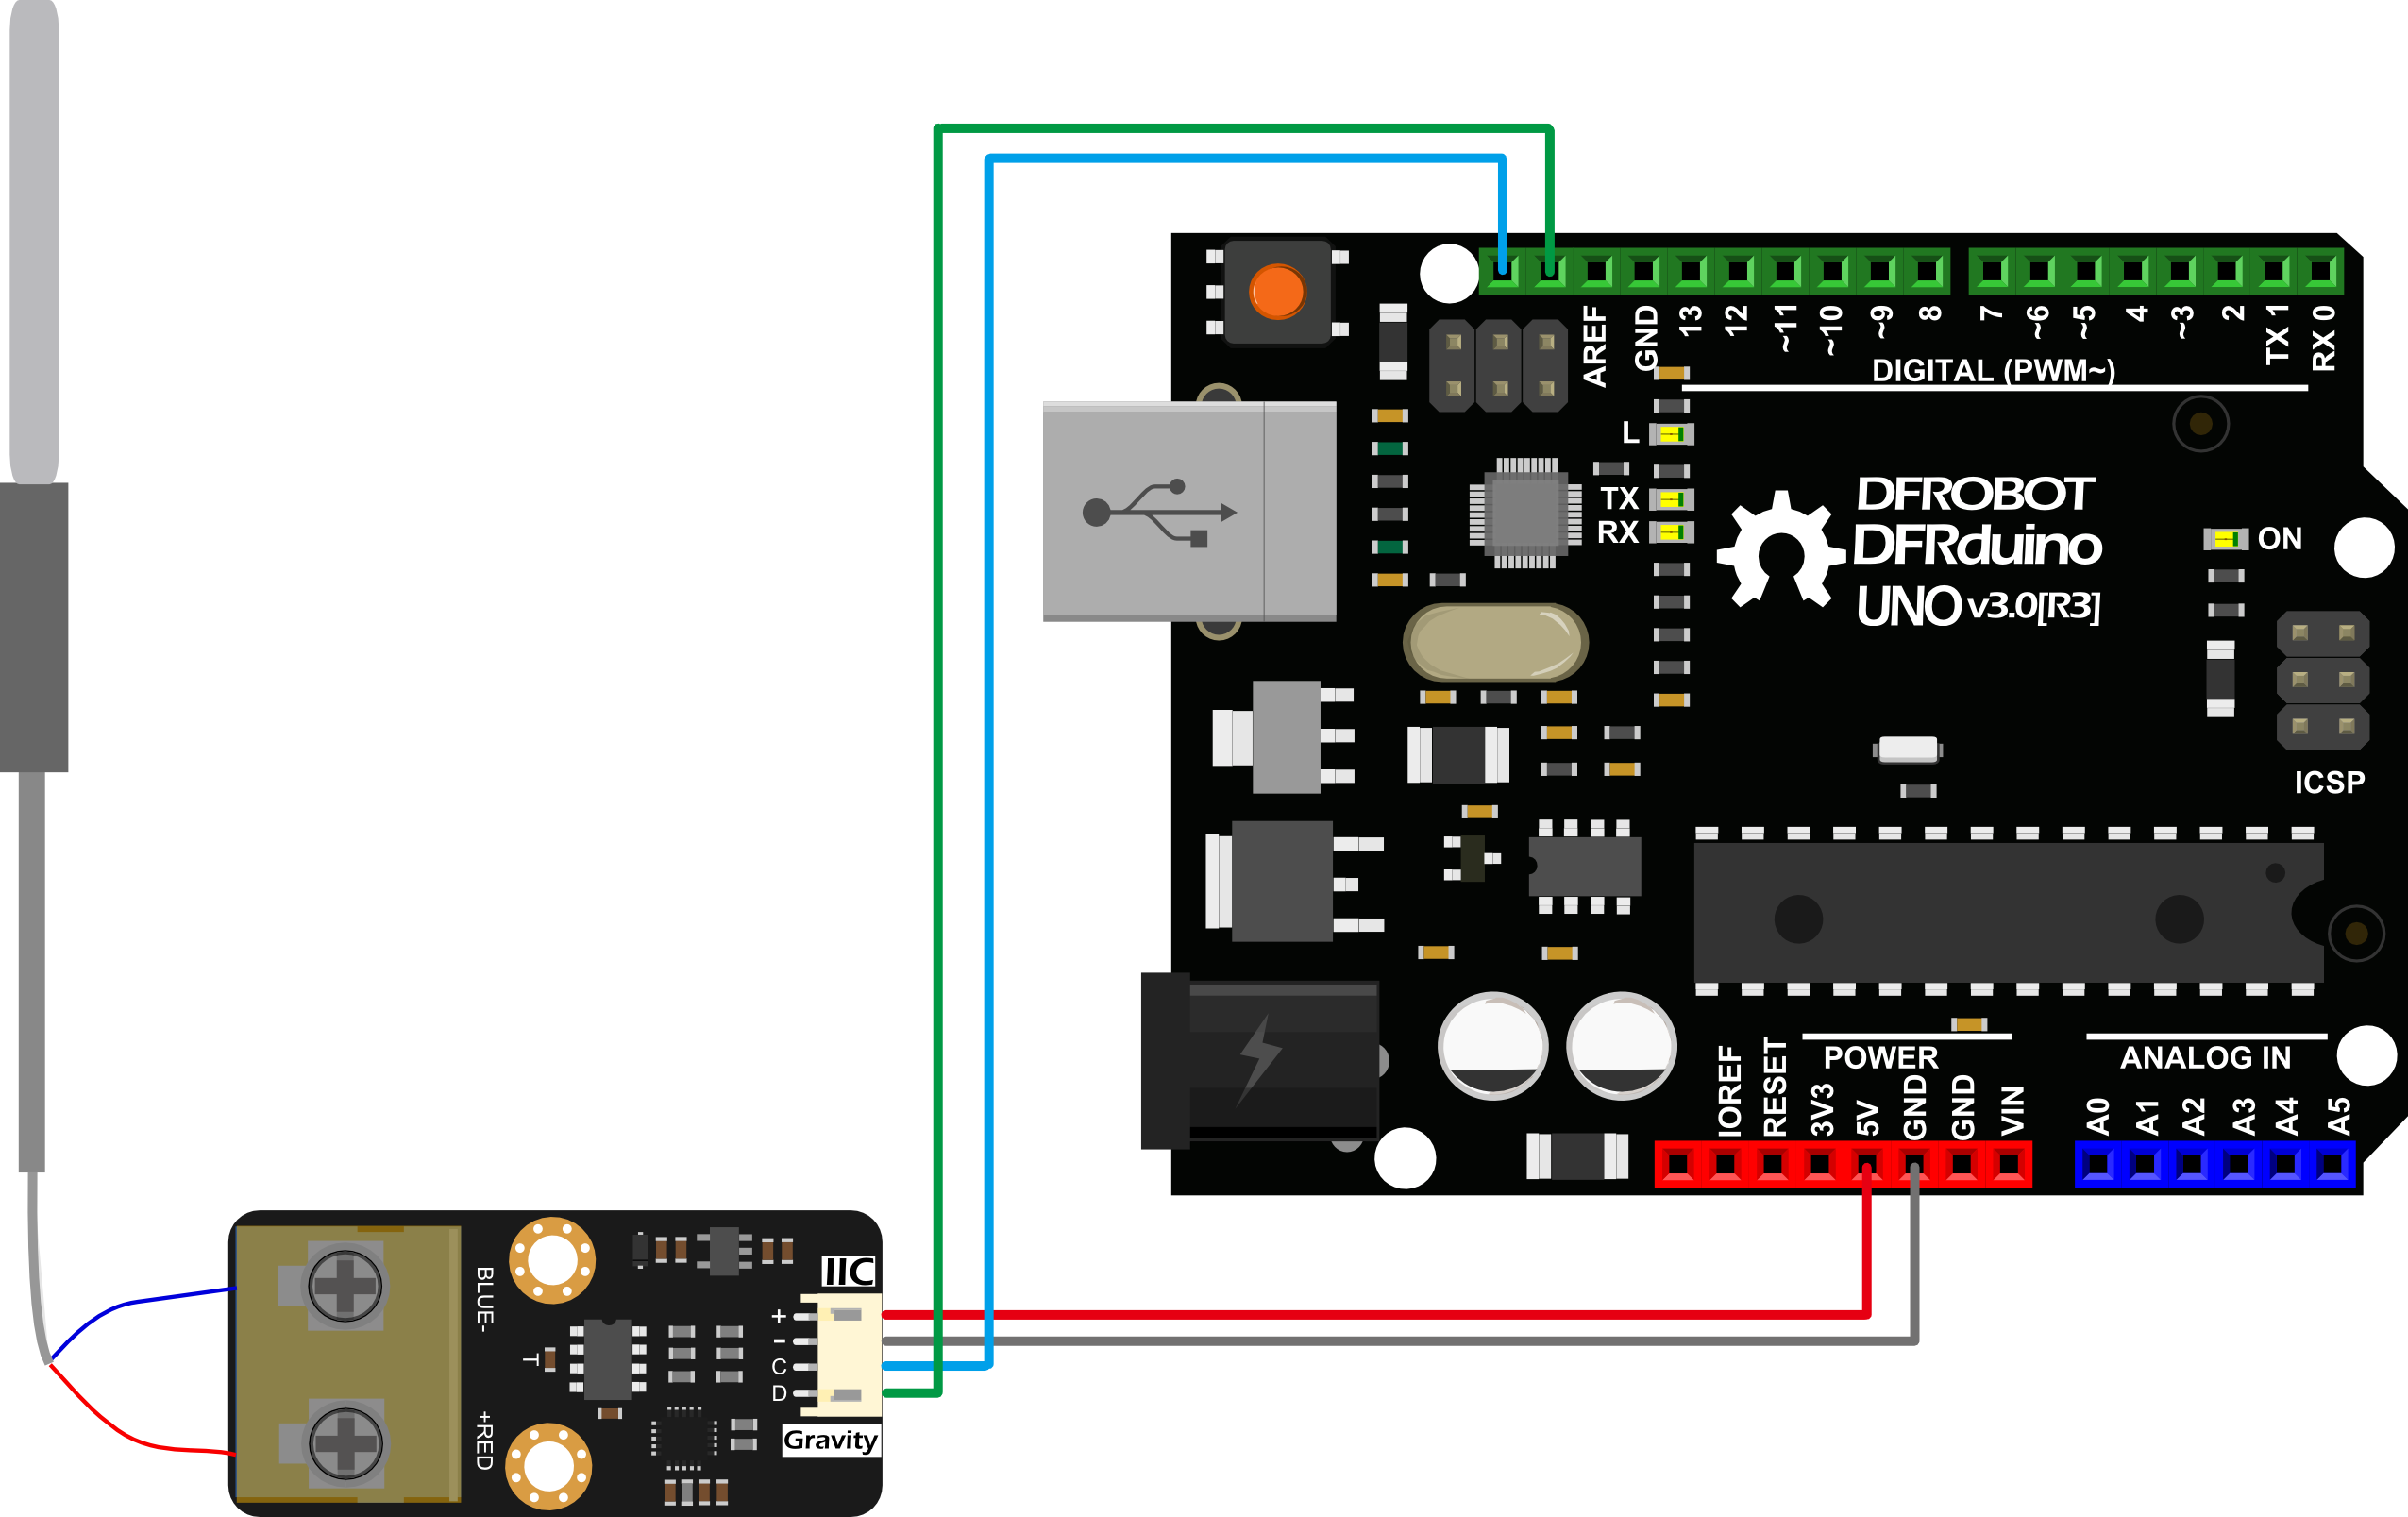 AREF
GND
13
12
~11
~10
~9
8
7
~6
~5
4
~3
2
TX 1
RX 0
DIGITAL (PWM~)
L
TX
RX
DFROBOT
DFRduino
UNO v3.0[R3]
ON
ICSP
POWER
ANALOG IN
IOREF
RESET
3V3
5V
GND
GND
VIN
A0
A1
A2
A3
A4
A5
BLUE-
+RED
T
IIC
+
-
C
D
Gravity